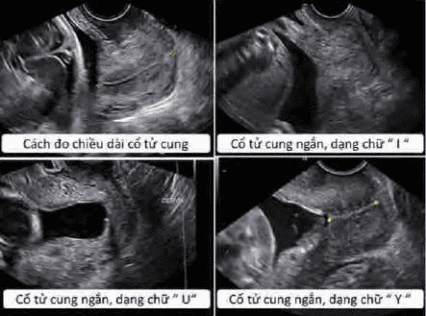 Cách đo chiều dài cổ tử cung
Cổ tử cung ngắn, dạng chữ " I "
Cổ tử cung ngắn, dạng chữ " U"
Cổ tử cung ngắn, dạng chữ " Y"